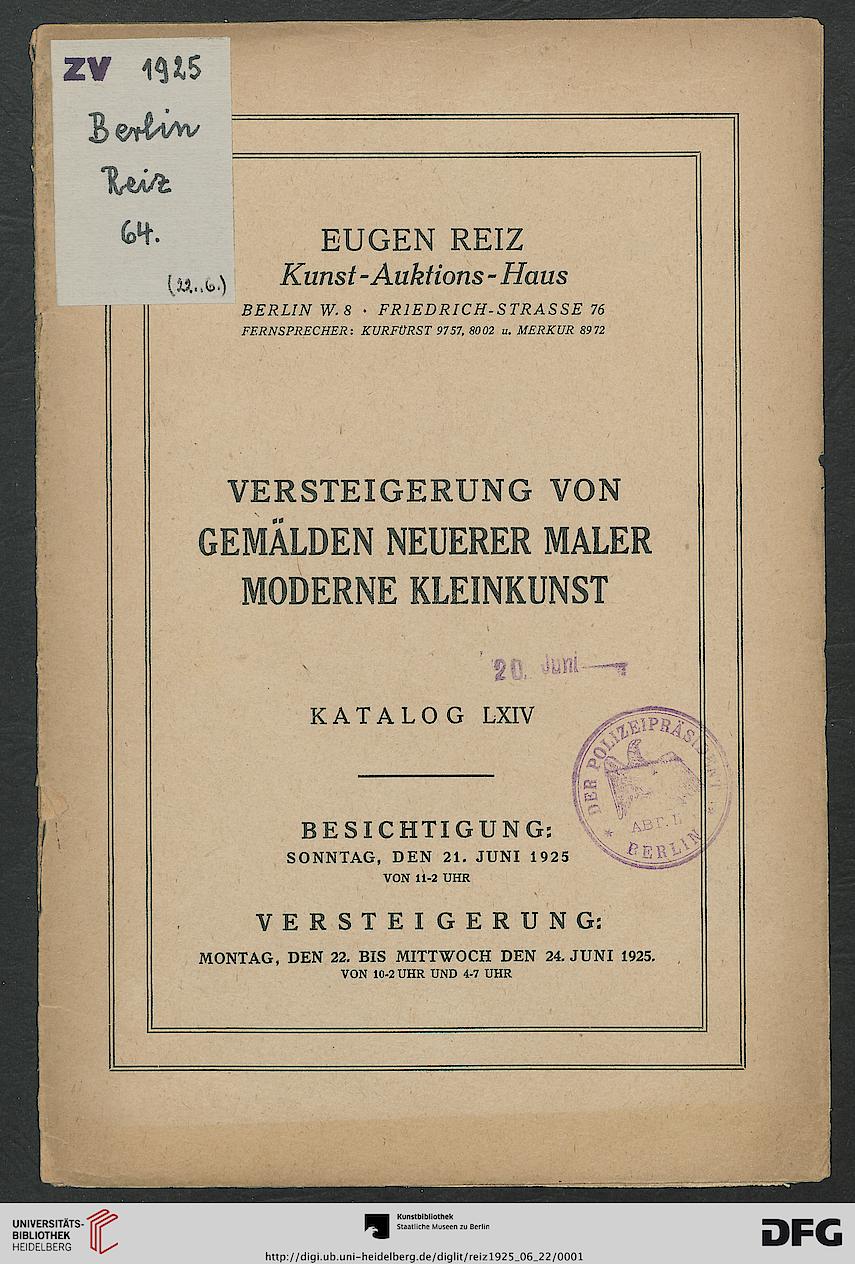 ZV 1925
Berlin
Reiz
64.
(22..6.)
EUGEN REIZ
Kunst-Auktions-Haus
BERLIN W. 8 · FRIEDRICH-STRASSE 76
FERNSPRECHER: KURFÜRST 9757, 8002 u. MERKUR 8972
VERSTEIGERUNG VON
GEMÄLDEN NEUERER MALER
MODERNE KLEINKUNST
20. Juni
KATALOG LXIV
DER POLIZEIPRÄSIDENT
ABT.
* BERLIN *
BESICHTIGUNG:
SONNTAG, DEN 21. JUNI 1925
VON 11-2 UHR
VERSTEIGERUNG:
MONTAG, DEN 22. BIS MITTWOCH DEN 24. JUNI 1925.
VON 10-2 UHR UND 4-7 UHR
UNIVERSITÄTS-
BIBLIOTHEK
HEIDELBERG
Kunstbibliothek
Staatliche Museen zu Berlin
http://digi.ub.uni-heidelberg.de/diglit/reiz1925_06_22/0001
DFG